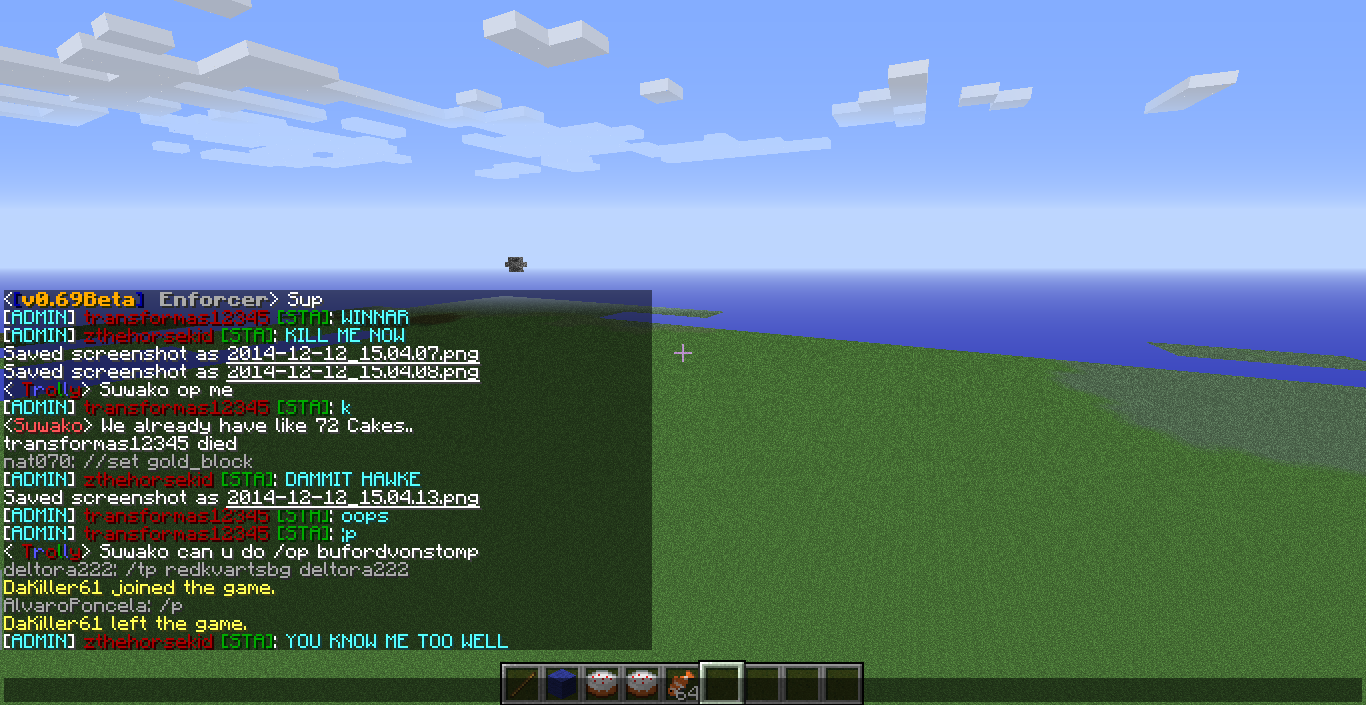 <[v0.69Beta] Enforcer> Sup
[ADMIN] transformas12345 [STA]: WINNAR
[ADMIN] zthehorsekid [STA]: KILL ME NOW
Saved screenshot as 2014-12-12_15.04.07.png
Saved screenshot as 2014-12-12_15.04.08.png
< Trolly> Suwako op me
[ADMIN] transformas12345 [STA]: k
<Suwako> We already have like 72 Cakes..
transformas12345 died
nat070: //set gold_block
[ADMIN] zthehorsekid [STA]: DAMMIT HAWKE
Saved screenshot as 2014-12-12_15.04.13.png
[ADMIN] transformas12345 [STA]: oops
[ADMIN] transformas12345 [STA]: ;p
< Trolly> Suwako can u do /op bufordvonstomp
deltora222: /tp redkvartsbg deltora222
DaKiller61 joined the game.
AlvaroPoncela: /p
DaKiller61 left the game.
[ADMIN] zthehorsekid [STA]: YOU KNOW ME TOO WELL
64